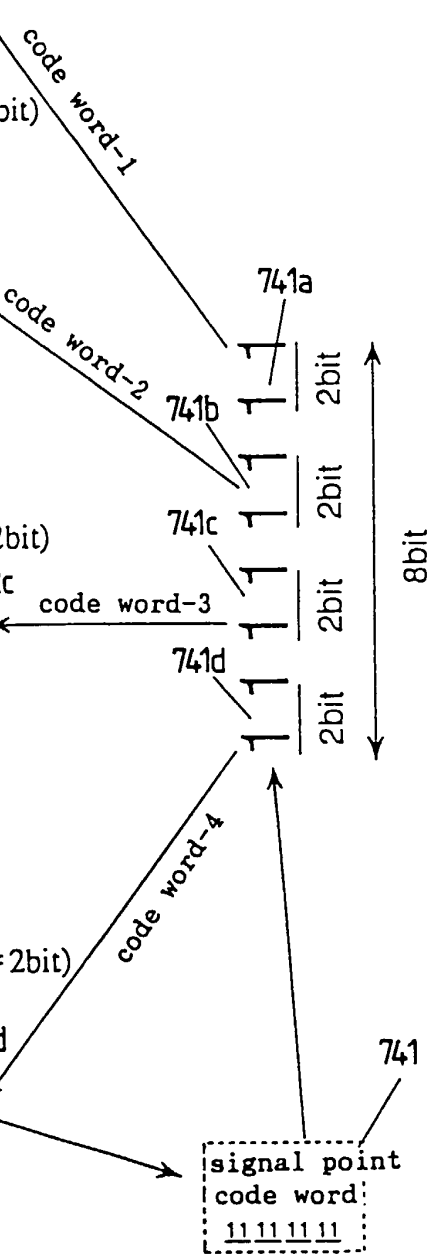 code word-1
bit)
741a
code word-2
2bit
741b
2bit
741c
2bit)
8bit
c
code word-3
2bit
741d
2bit
code word-4
=2bit)
d
741
signal point
code word
11 11 11 11